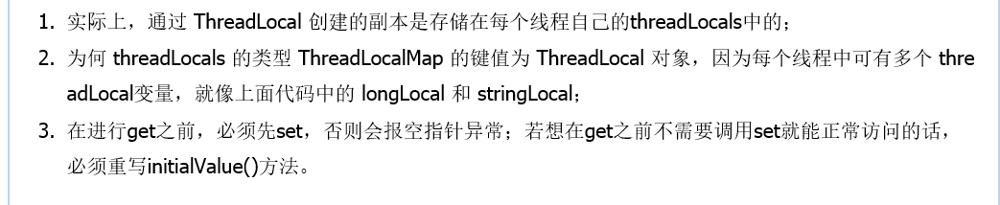 1. 实际上，通过 ThreadLocal 创建的副本是存储在每个线程自己的threadLocals中的；
2. 为何 threadLocals 的类型 ThreadLocalMap 的键值为 ThreadLocal 对象，因为每个线程中可有多个 thre
adLocal变量，就像上面代码中的 longLocal 和 stringLocal；
3. 在进行get之前，必须先set，否则会报空指针异常；若想在get之前不需要调用set就能正常访问的话，
必须重写initialValue()方法。